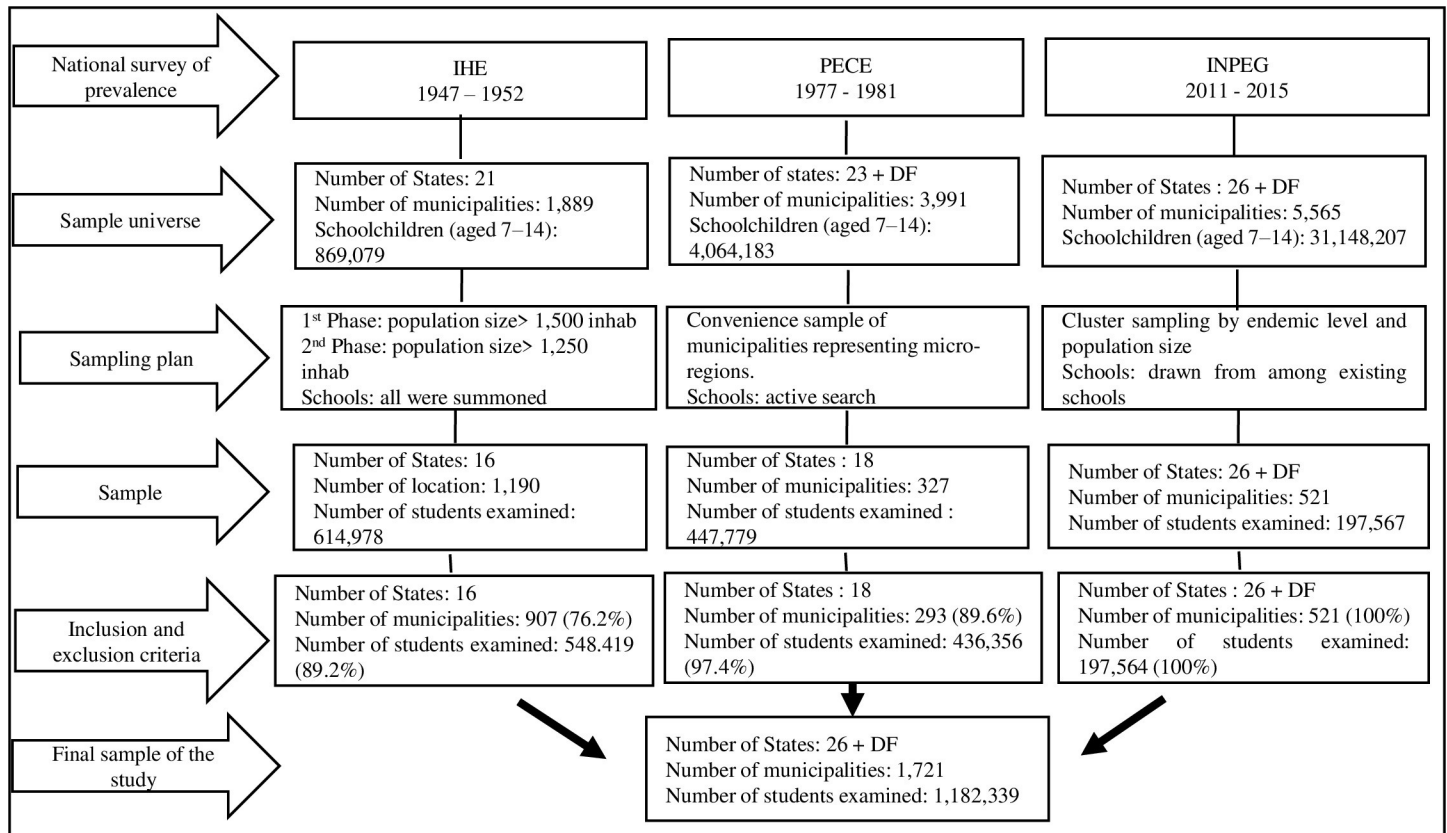 National survey of
prevalence
IHE
1947 – 1952
PECE
1977 - 1981
INPEG
2011 - 2015
Sample universe
Number of States: 21
Number of municipalities: 1,889
Schoolchildren (aged 7–14):
869,079
Number of states: 23 + DF
Number of municipalities: 3,991
Schoolchildren (aged 7–14):
4,064,183
Number of States : 26 + DF
Number of municipalities: 5,565
Schoolchildren (aged 7–14): 31,148,207
Sampling plan
1st Phase: population size> 1,500 inhab
2nd Phase: population size> 1,250
inhab
Schools: all were summoned
Convenience sample of
municipalities representing micro-
regions.
Schools: active search
Cluster sampling by endemic level and
population size
Schools: drawn from among existing
schools
Sample
Number of States: 16
Number of location: 1,190
Number of students examined:
614,978
Number of States : 18
Number of municipalities: 327
Number of students examined :
447,779
Number of States: 26 + DF
Number of municipalities: 521
Number of students examined: 197,567
Inclusion and
exclusion criteria
Number of States: 16
Number of municipalities: 907 (76.2%)
Number of students examined: 548.419
(89.2%)
Number of States : 18
Number of municipalities: 293 (89.6%)
Number of students examined: 436,356
(97.4%)
Number of States : 26 + DF
Number of municipalities: 521 (100%)
Number of students examined:
197,564 (100%)
Final sample of the
study
Number of States: 26 + DF
Number of municipalities: 1,721
Number of students examined: 1,182,339